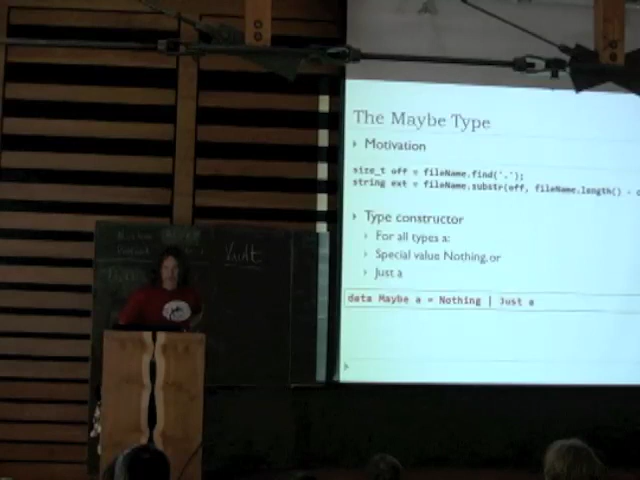 The Maybe Type
Motivation
size_t off = fileName.find('.');
string ext = fileName.substr(off, fileName.length() - o
Type constructor
For all types a:
Special value Nothing, or
Just a
data Maybe a = Nothing | Just a